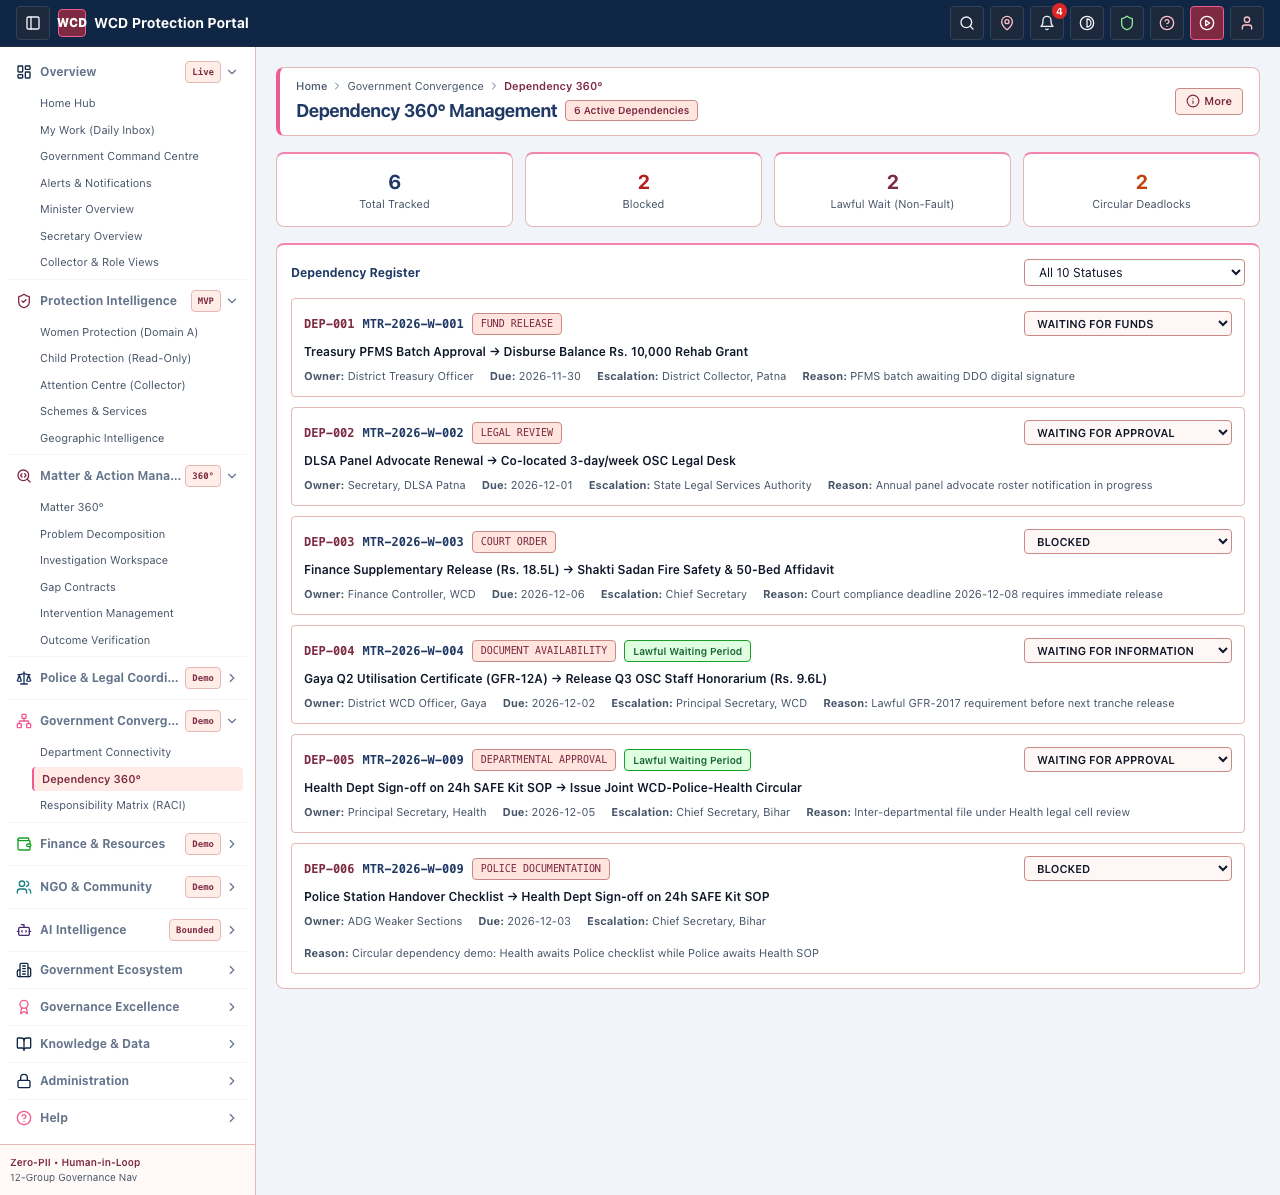 WCD WCD Protection Portal
4
Overview Live
Home Hub
My Work (Daily Inbox)
Government Command Centre
Alerts & Notifications
Minister Overview
Secretary Overview
Collector & Role Views
Protection Intelligence MVP
Women Protection (Domain A)
Child Protection (Read-Only)
Attention Centre (Collector)
Schemes & Services
Geographic Intelligence
Matter & Action Mana... 360°
Matter 360°
Problem Decomposition
Investigation Workspace
Gap Contracts
Intervention Management
Outcome Verification
Police & Legal Coordi... Demo
Government Converg... Demo
Department Connectivity
Dependency 360°
Responsibility Matrix (RACI)
Finance & Resources Demo
NGO & Community Demo
AI Intelligence Bounded
Government Ecosystem
Governance Excellence
Knowledge & Data
Administration
Help
Zero-PII • Human-in-Loop
12-Group Governance Nav
Home Government Convergence Dependency 360°
Dependency 360° Management 6 Active Dependencies
More
6
Total Tracked
2
Blocked
2
Lawful Wait (Non-Fault)
2
Circular Deadlocks
Dependency Register All 10 Statuses
DEP-001 MTR-2026-W-001 FUND RELEASE WAITING FOR FUNDS
Treasury PFMS Batch Approval → Disburse Balance Rs. 10,000 Rehab Grant
Owner: District Treasury Officer Due: 2026-11-30 Escalation: District Collector, Patna Reason: PFMS batch awaiting DDO digital signature
DEP-002 MTR-2026-W-002 LEGAL REVIEW WAITING FOR APPROVAL
DLSA Panel Advocate Renewal → Co-located 3-day/week OSC Legal Desk
Owner: Secretary, DLSA Patna Due: 2026-12-01 Escalation: State Legal Services Authority Reason: Annual panel advocate roster notification in progress
DEP-003 MTR-2026-W-003 COURT ORDER BLOCKED
Finance Supplementary Release (Rs. 18.5L) → Shakti Sadan Fire Safety & 50-Bed Affidavit
Owner: Finance Controller, WCD Due: 2026-12-06 Escalation: Chief Secretary Reason: Court compliance deadline 2026-12-08 requires immediate release
DEP-004 MTR-2026-W-004 DOCUMENT AVAILABILITY Lawful Waiting Period WAITING FOR INFORMATION
Gaya Q2 Utilisation Certificate (GFR-12A) → Release Q3 OSC Staff Honorarium (Rs. 9.6L)
Owner: District WCD Officer, Gaya Due: 2026-12-02 Escalation: Principal Secretary, WCD Reason: Lawful GFR-2017 requirement before next tranche release
DEP-005 MTR-2026-W-009 DEPARTMENTAL APPROVAL Lawful Waiting Period WAITING FOR APPROVAL
Health Dept Sign-off on 24h SAFE Kit SOP → Issue Joint WCD-Police-Health Circular
Owner: Principal Secretary, Health Due: 2026-12-05 Escalation: Chief Secretary, Bihar Reason: Inter-departmental file under Health legal cell review
DEP-006 MTR-2026-W-009 POLICE DOCUMENTATION BLOCKED
Police Station Handover Checklist → Health Dept Sign-off on 24h SAFE Kit SOP
Owner: ADG Weaker Sections Due: 2026-12-03 Escalation: Chief Secretary, Bihar
Reason: Circular dependency demo: Health awaits Police checklist while Police awaits Health SOP